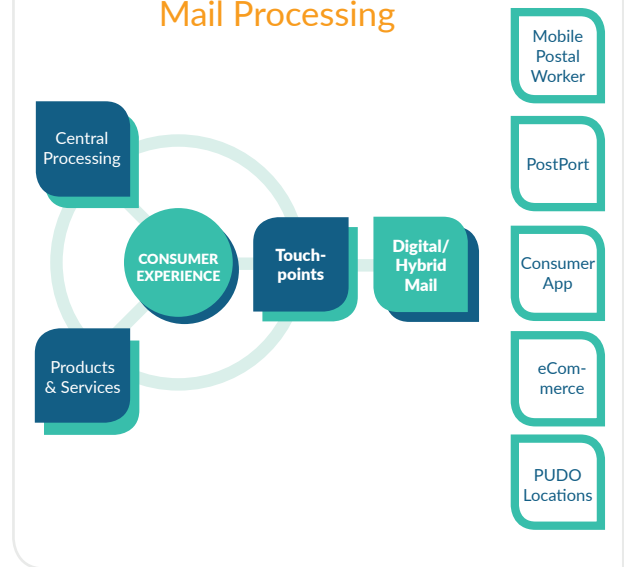 Mail Processing
Central
Processing
CONSUMER
EXPERIENCE
Touch-
points
Digital/
Hybrid
Mail
Products
& Services
Mobile
Postal
Worker
PostPort
Consumer
App
eCom-
merce
PUDO
Locations